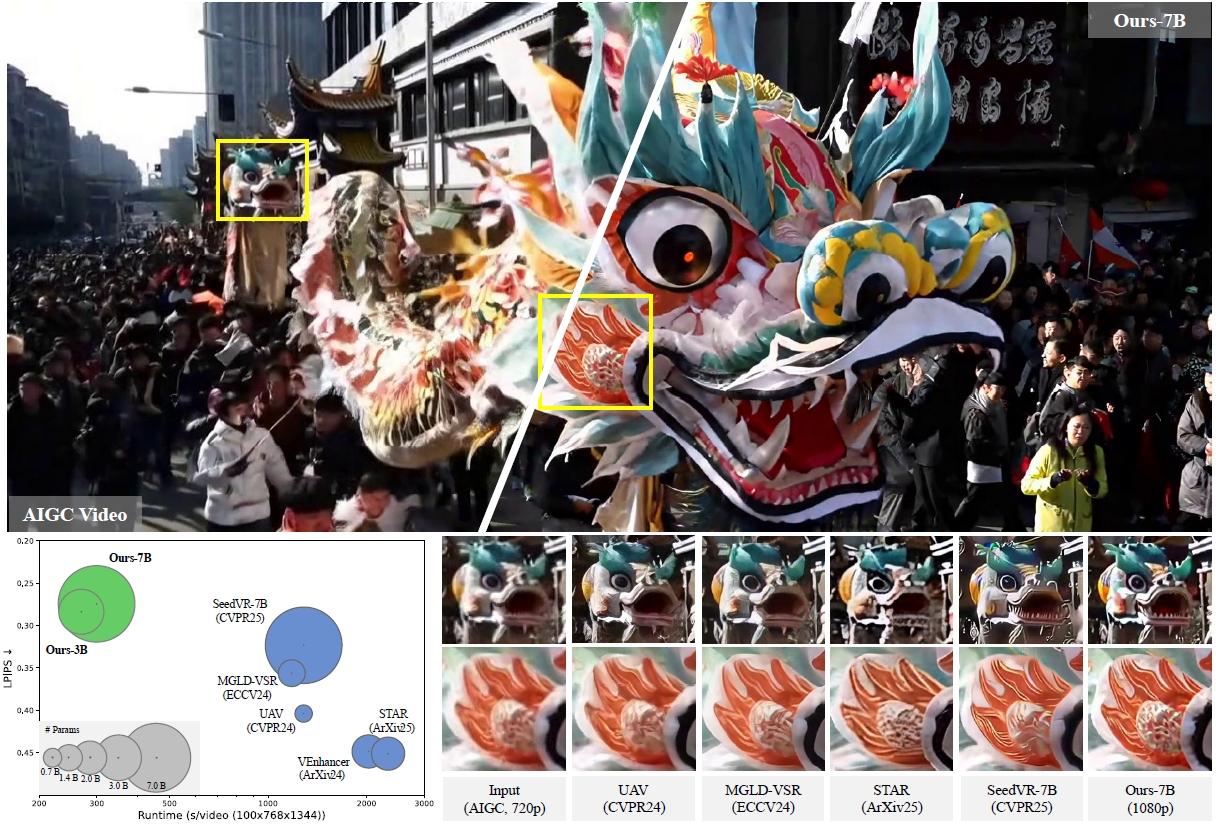 Ours-7B
AIGC Video
0,20
0,25
0,30
0,35
0,40
0,45
LPIPS ↓
Ours-7B
Ours-3B
SeedVR-7B
(CVPR25)
MGLD-VSR
(ECCV24)
UAV
(CVPR24)
STAR
(ArXiv25)
VEnhancer
(ArXiv24)
# Params
0.7 B
1.4 B
2.0 B
3.0 B
7.0 B
200
300
500
1000
2000
3000
Runtime (s/video (100x768x1344))
Input
(AIGC, 720p)
UAV
(CVPR24)
MGLD-VSR
(ECCV24)
STAR
(ArXiv25)
SeedVR-7B
(CVPR25)
Ours-7B
(1080p)